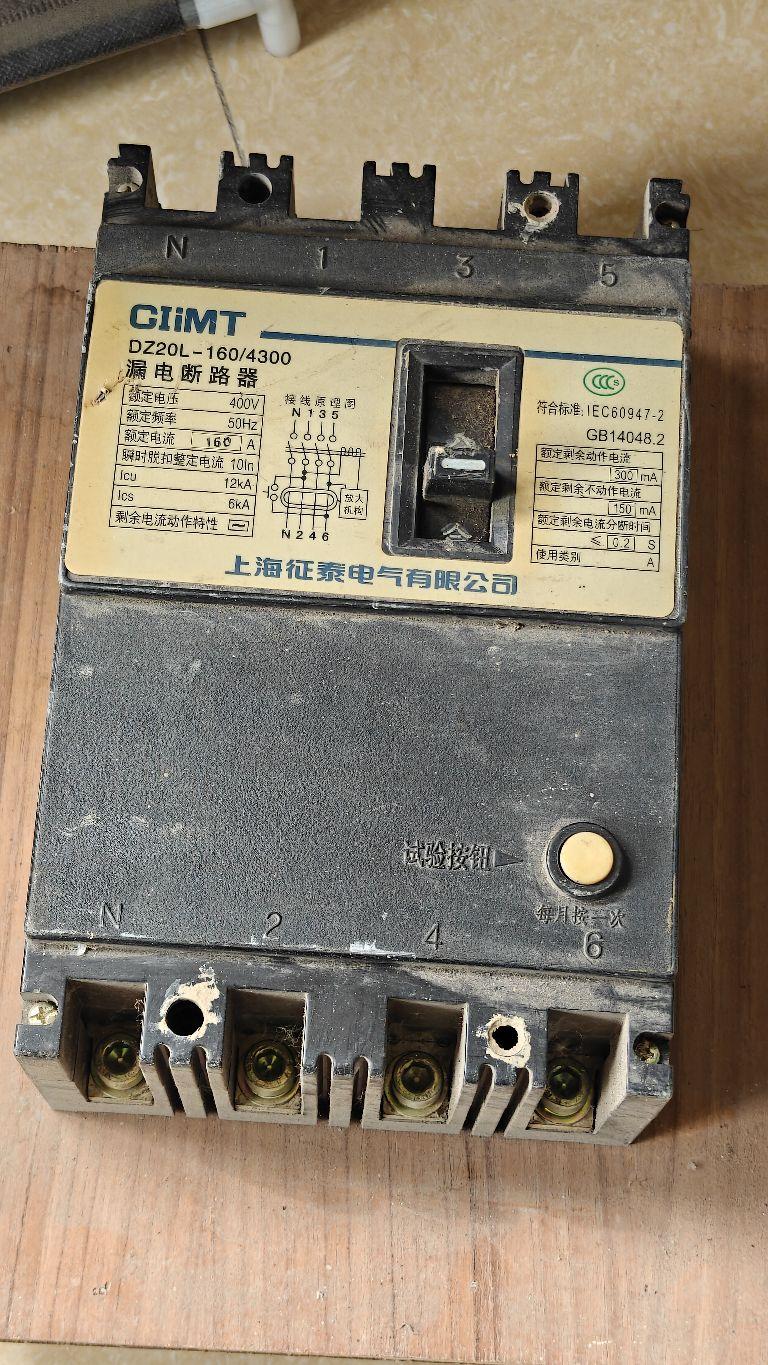 N 1 3 5
CIiMT
DZ20L-160/4300
漏电断路器
额定电压 400V
额定频率 50Hz
额定电流 160 A
瞬时脱扣整定电流 10In
Icu 12kA
Ics 6kA
剩余电流动作特性
接线原理图
N 1 3 5
放大
机构
N 2 4 6
合
CCC S
符合标准: IEC60947-2
GB14048.2
额定剩余动作电流
300 mA
额定剩余不动作电流
150 mA
额定剩余电流分断时间
≤ 0.2 S
使用类别 A
上海征泰电气有限公司
试验按钮
每月按一次
N 2 4 6